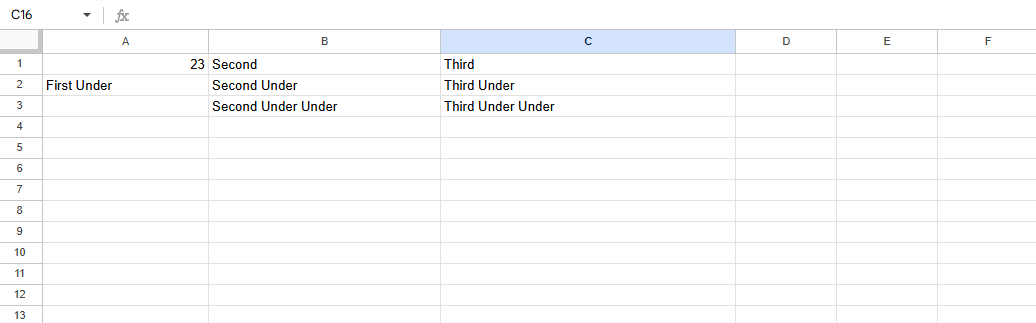 C16 fx
A B C D E F
1 23 Second Third
2 First Under Second Under Third Under
3 Second Under Under Third Under Under
4
5
6
7
8
9
10
11
12
13